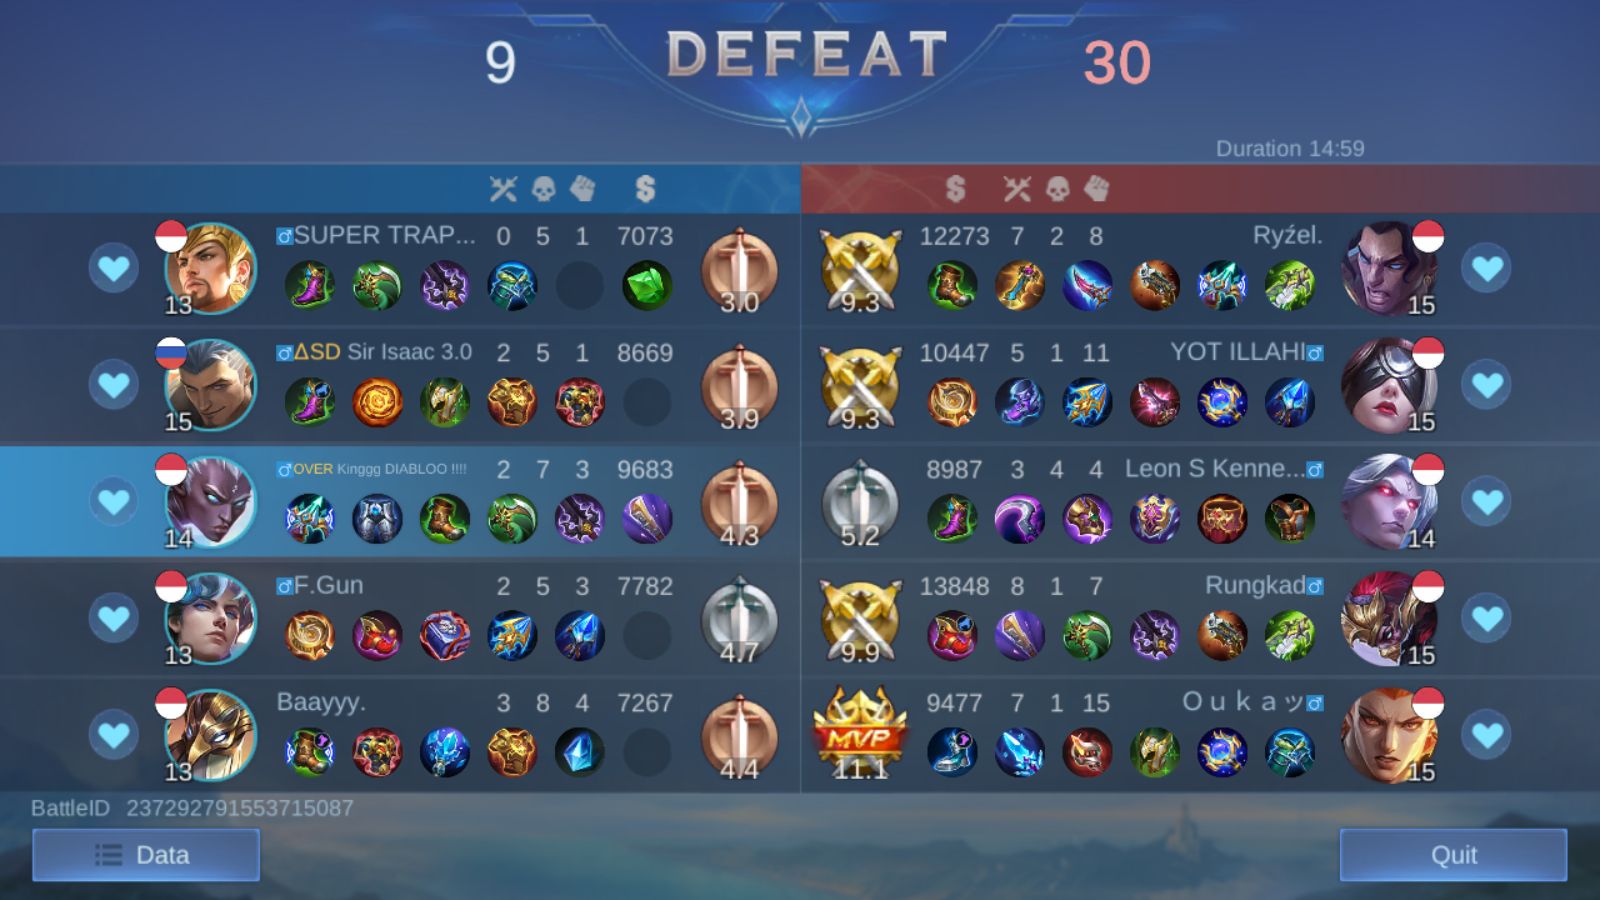 9 DEFEAT 30
Duration 14:59
♂SUPER TRAP... 0 5 1 7073
13 3.0
12273 7 2 8 Ryźel.
9.3 15
♂ΔSD Sir Isaac 3.0 2 5 1 8669
15 3.9
10447 5 1 11 YOT ILLAHI♂
9.3 15
♂OVER Kinggg DIABLOO !!!! 2 7 3 9683
14 4.3
8987 3 4 4 Leon S Kenne...♂
5.2 14
♂F.Gun 2 5 3 7782
13 4.7
13848 8 1 7 Rungkad♂
9.9 15
Baayyy. 3 8 4 7267
13 4.4
9477 7 1 15 O u k a ッ♂
MVP
11.1 15
BattleID 237292791553715087
Data Quit